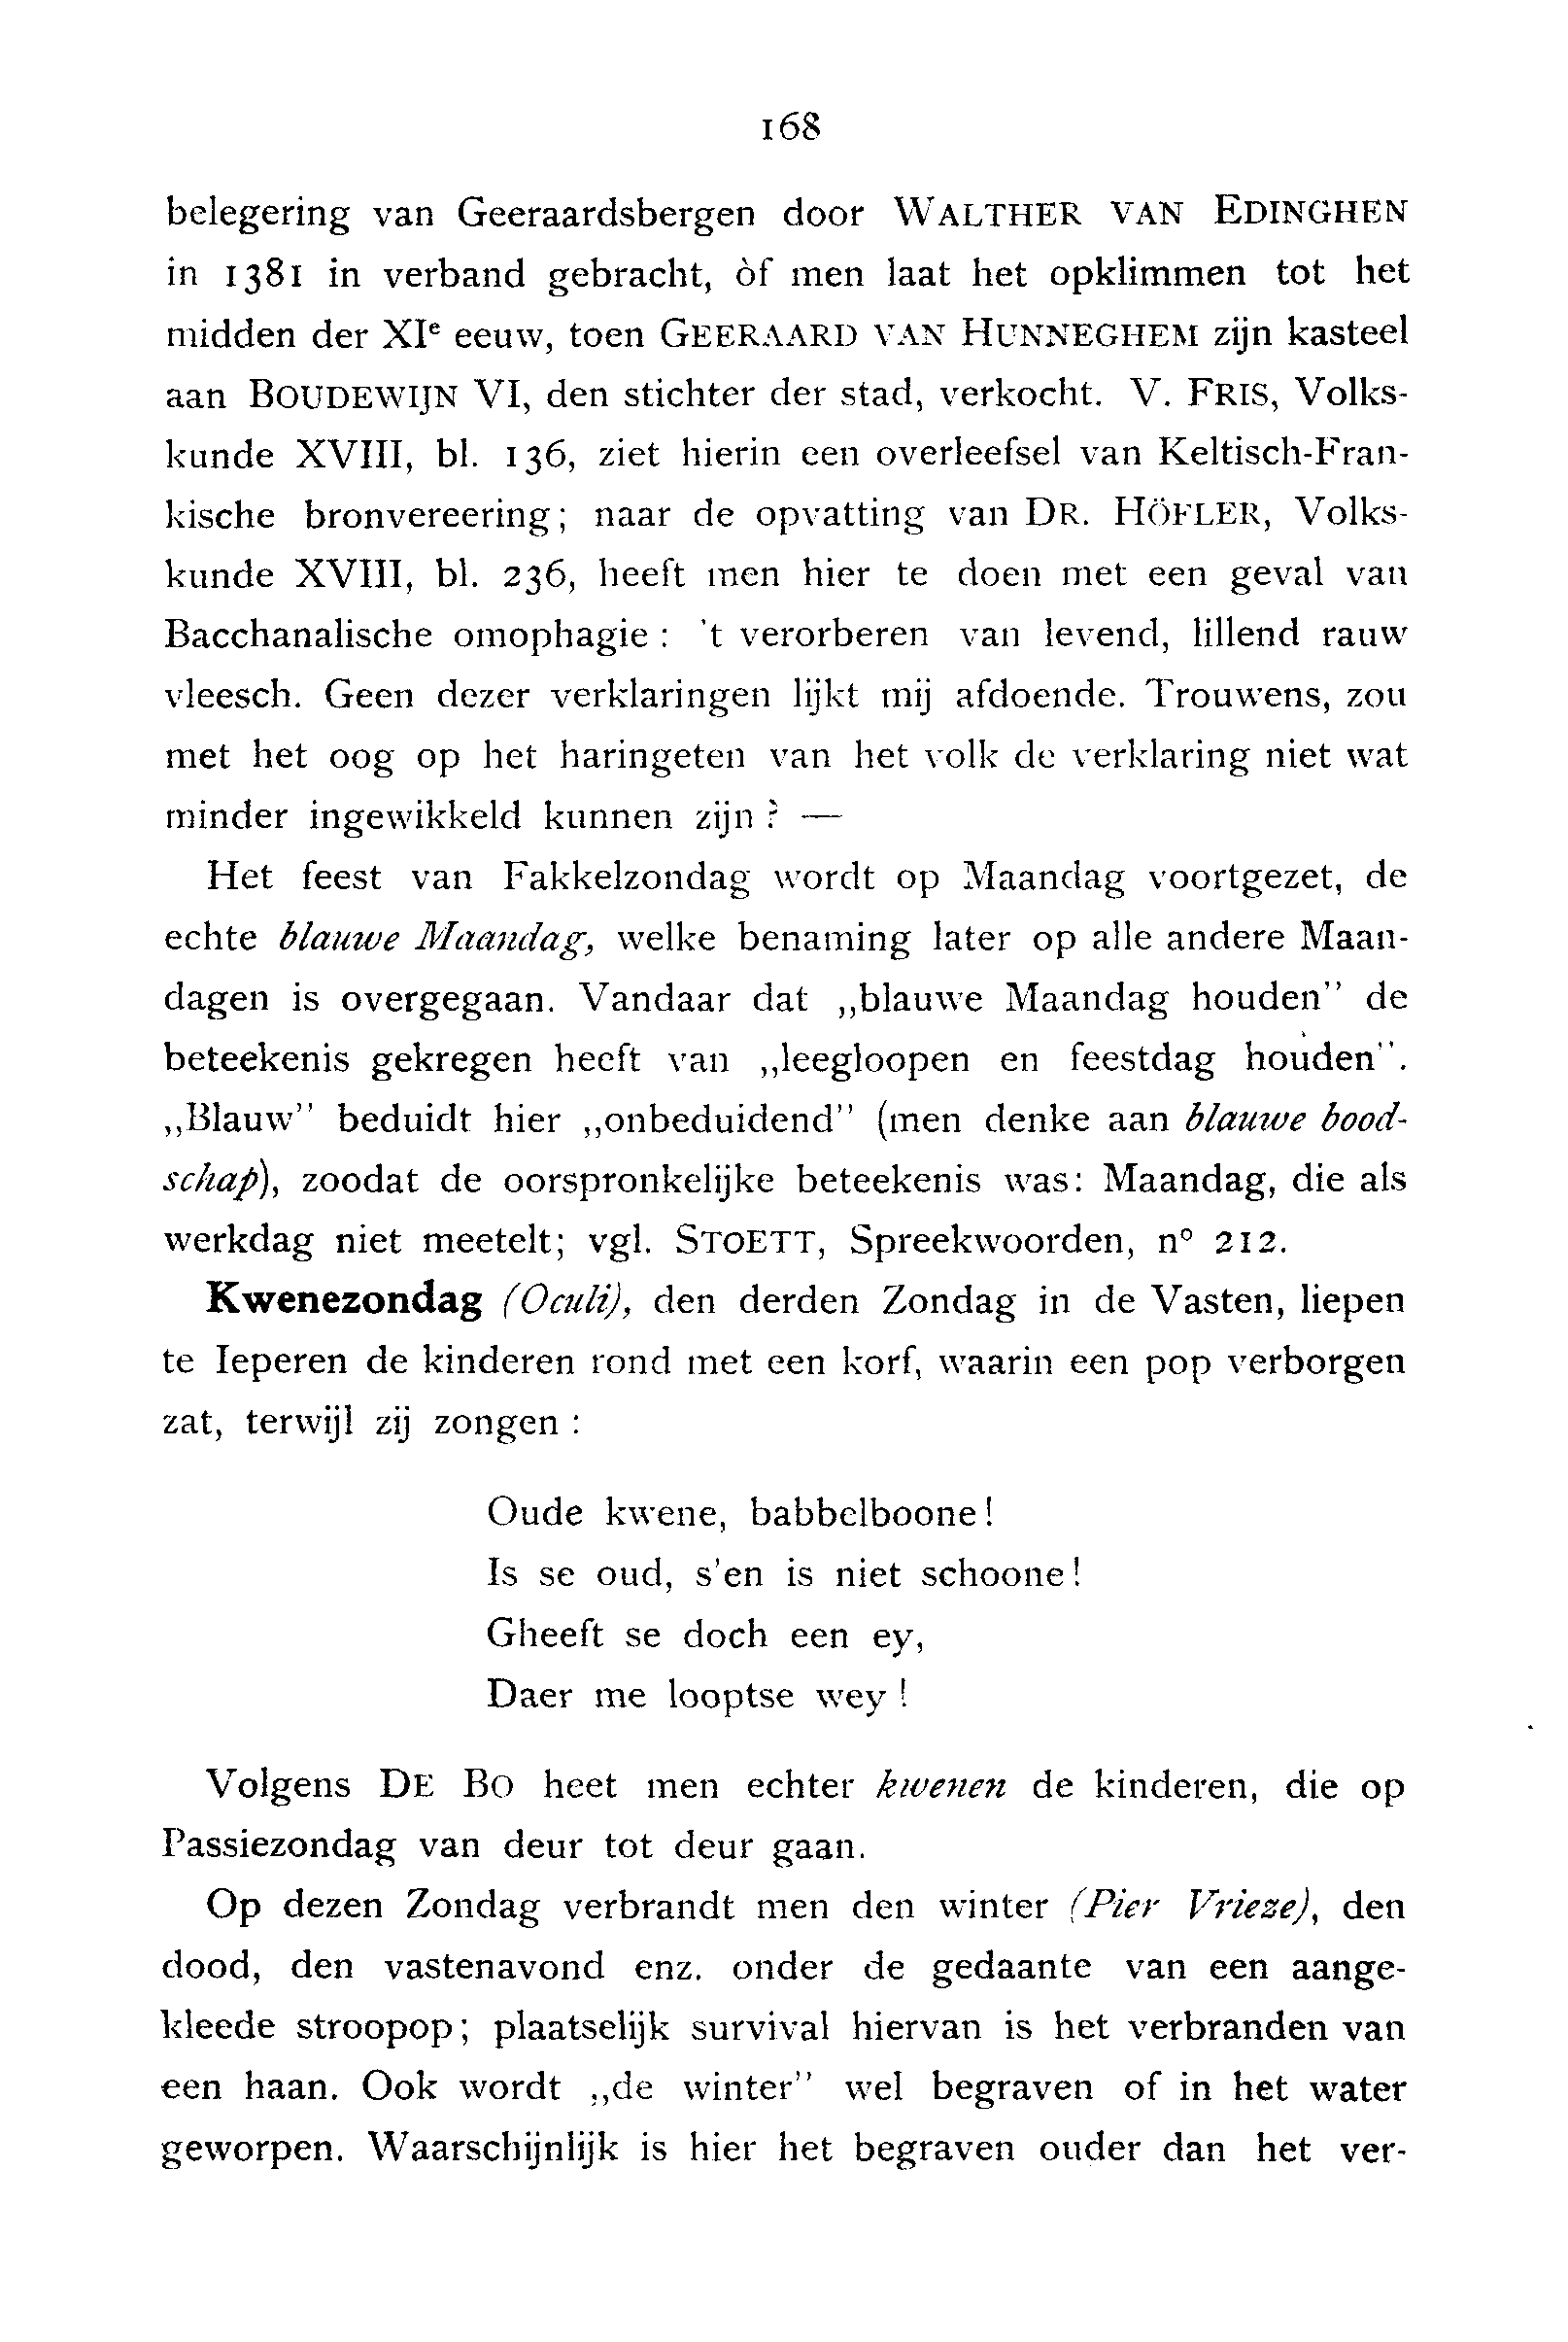 168
belegering van Geeraardsbergen door WALTHER VAN EDINGHEN
in 1381 in verband gebracht, òf men laat het opklimmen tot het
midden der XIe eeuw, toen GEERAARD VAN HUNNEGHEM zijn kasteel
aan BOUDEWIJN VI, den stichter der stad, verkocht. V. FRIS, Volks-
kunde XVIII, bl. 136, ziet hierin een overleefsel van Keltisch-Fran-
kische bronvereering; naar de opvatting van DR. HÖFLER, Volks-
kunde XVIII, bl. 236, heeft men hier te doen met een geval van
Bacchanalische omophagie : 't verorberen van levend, lillend rauw
vleesch. Geen dezer verklaringen lijkt mij afdoende. Trouwens, zou
met het oog op het haringeten van het volk de verklaring niet wat
minder ingewikkeld kunnen zijn ? —
Het feest van Fakkelzondag wordt op Maandag voortgezet, de
echte blauwe Maandag, welke benaming later op alle andere Maan-
dagen is overgegaan. Vandaar dat „blauwe Maandag houden” de
beteekenis gekregen heeft van „leegloopen en feestdag houden”.
„Blauw” beduidt hier „onbeduidend” (men denke aan blauwe bood-
schap), zoodat de oorspronkelijke beteekenis was: Maandag, die als
werkdag niet meetelt; vgl. STOETT, Spreekwoorden, n° 212.
Kwenezondag (Oculi), den derden Zondag in de Vasten, liepen
te Ieperen de kinderen rond met een korf, waarin een pop verborgen
zat, terwijl zij zongen :
Oude kwene, babbelboone!
Is se oud, s'en is niet schoone!
Gheeft se doch een ey,
Daer me looptse wey !
Volgens DE BO heet men echter kwenen de kinderen, die op
Passiezondag van deur tot deur gaan.
Op dezen Zondag verbrandt men den winter (Pier Vrieze), den
dood, den vastenavond enz. onder de gedaante van een aange-
kleede stroopop; plaatselijk survival hiervan is het verbranden van
een haan. Ook wordt „de winter” wel begraven of in het water
geworpen. Waarschijnlijk is hier het begraven ouder dan het ver-